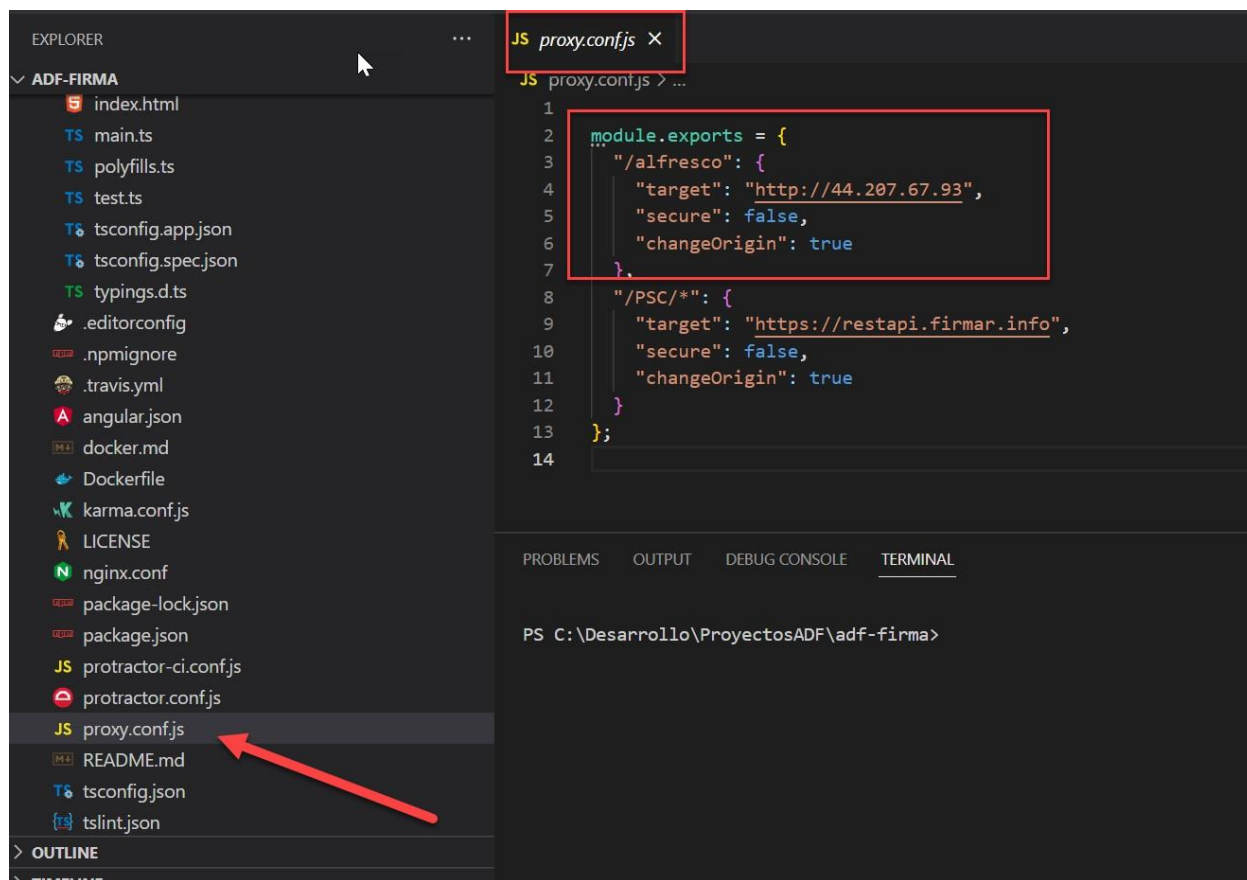 EXPLORER
ADF-FIRMA
index.html
main.ts
polyfills.ts
test.ts
tsconfig.app.json
tsconfig.spec.json
typings.d.ts
.editorconfig
.npmignore
.travis.yml
angular.json
docker.md
Dockerfile
karma.conf.js
LICENSE
nginx.conf
package-lock.json
package.json
protractor-ci.conf.js
protractor.conf.js
proxy.conf.js
README.md
tsconfig.json
tslint.json
OUTLINE
TIMELINE
JS proxy.conf.js ×
JS proxy.conf.js > ...
1
2 module.exports = {
3 "/alfresco": {
4 "target": "http://44.207.67.93",
5 "secure": false,
6 "changeOrigin": true
7 },
8 "/PSC/*": {
9 "target": "https://restapi.firmar.info",
10 "secure": false,
11 "changeOrigin": true
12 }
13 };
14
PROBLEMS OUTPUT DEBUG CONSOLE TERMINAL
PS C:\Desarrollo\ProyectosADF\adf-firma>